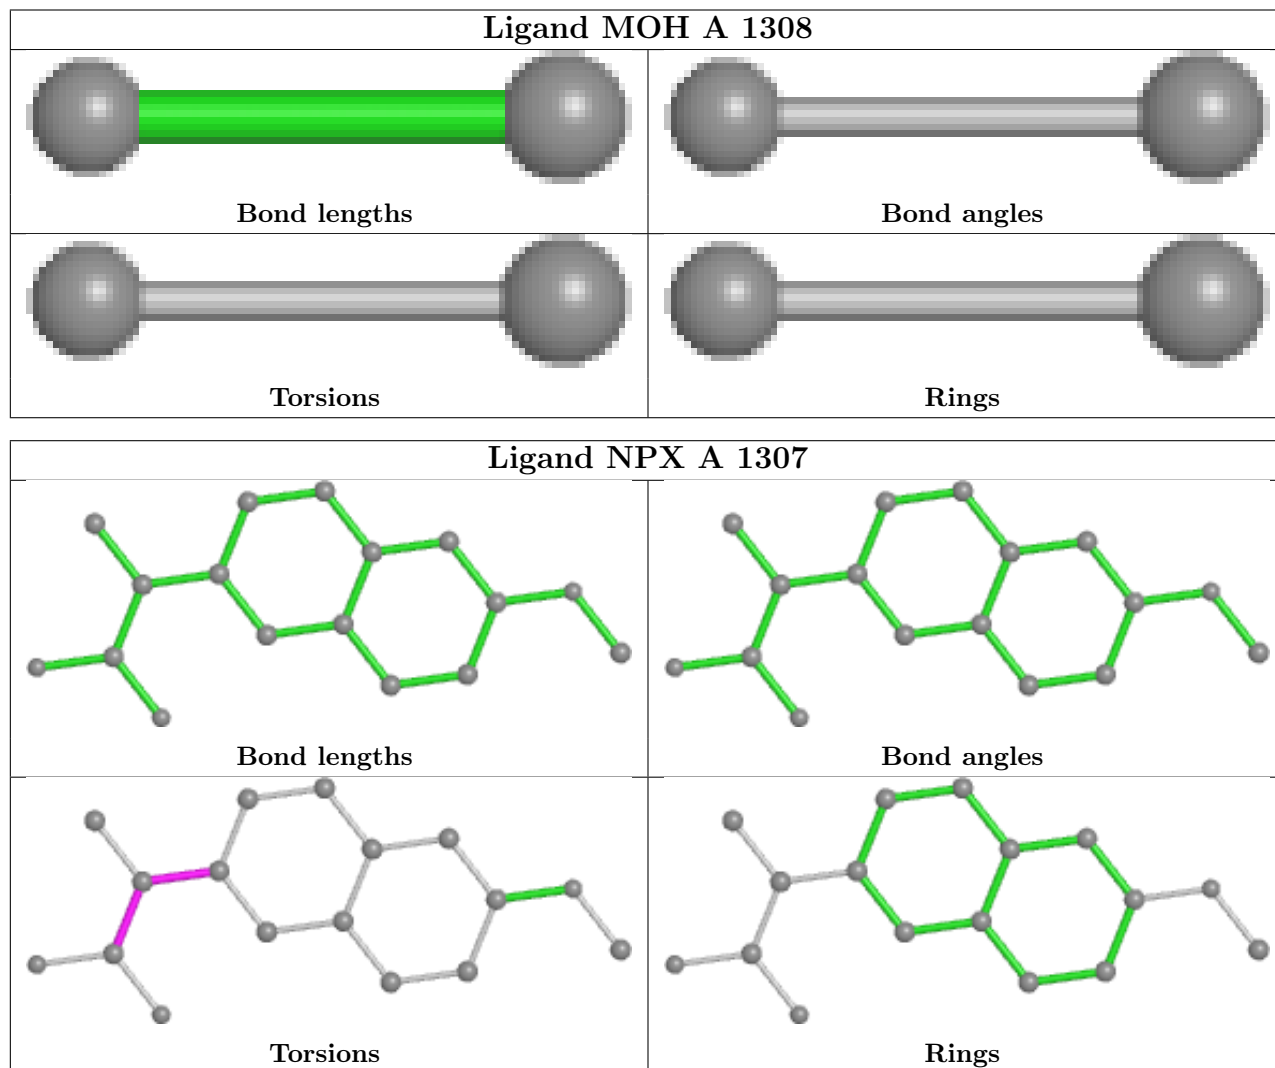 Ligand MOH A 1308
Bond lengths
Bond angles
Torsions
Rings
Ligand NPX A 1307
Bond lengths
Bond angles
Torsions
Rings